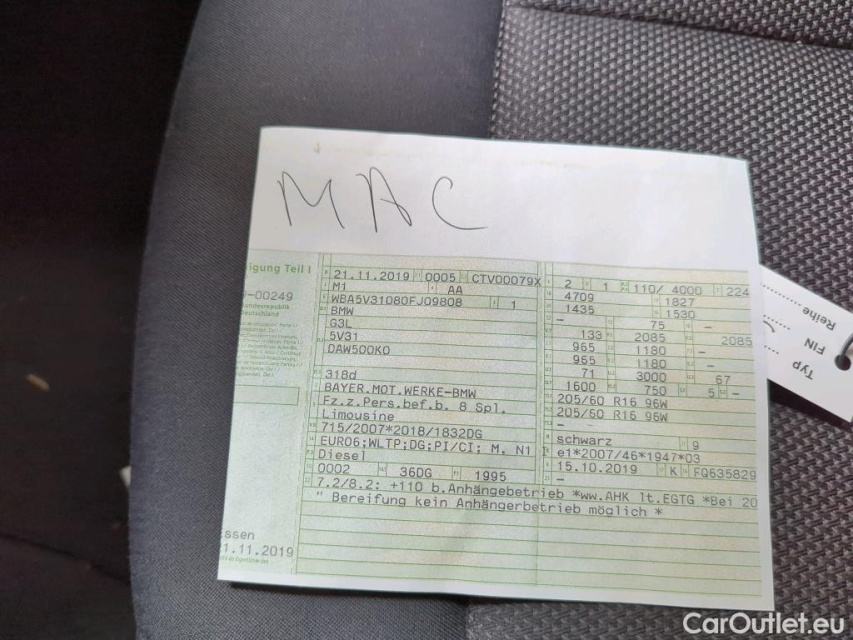 MAC
igung Teil I
21.11.2019 0005 CTV00079X 2 1 110/ 4000 224
M1 AA 4709 1827
-00249 WBA5V31080FJ09808 1 1435 1530
BMW - 75 -
G3L 133 2085 2085
5V31 965 1180 -
DAW500K0 965 1180 -
71 3000 67
318d 1600 750 5 -
BAYER.MOT.WERKE-BMW 205/60 R16 96W
Fz.z.Pers.bef.b. 8 Spl. 205/60 R16 96W
Limousine -
715/2007*2018/1832DG schwarz 9
EURO6;WLTP;DG;PI/CI; M, N1 e1*2007/46*1947*03
Diesel 15.10.2019 K FQ635829
0002 36DG 1995 -
7.2/8.2: +110 b.Anhängebetrieb *ww.AHK lt.EGTG *Bei 20
" Bereifung kein Anhängerbetrieb möglich *
ssen
1.11.2019
Typ
FIN
Reihe
CarOutlet.eu